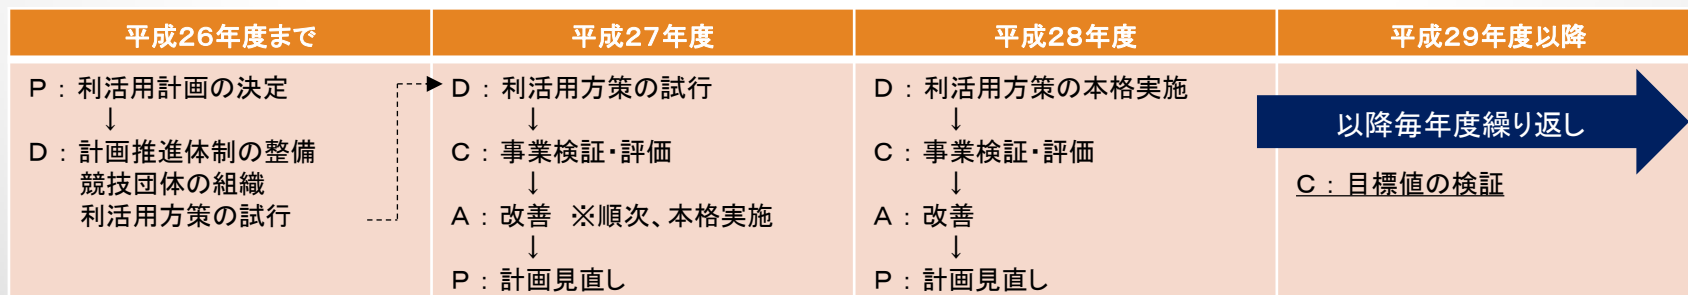 平成26年度まで
平成27年度
平成28年度
平成29年度以降
P：利活用計画の決定
↓
D：計画推進体制の整備
競技団体の組織
利活用方策の試行
D：利活用方策の試行
↓
C：事業検証・評価
↓
A：改善　※順次、本格実施
↓
P：計画見直し
D：利活用方策の本格実施
↓
C：事業検証・評価
↓
A：改善
↓
P：計画見直し
以降毎年度繰り返し
C：目標値の検証